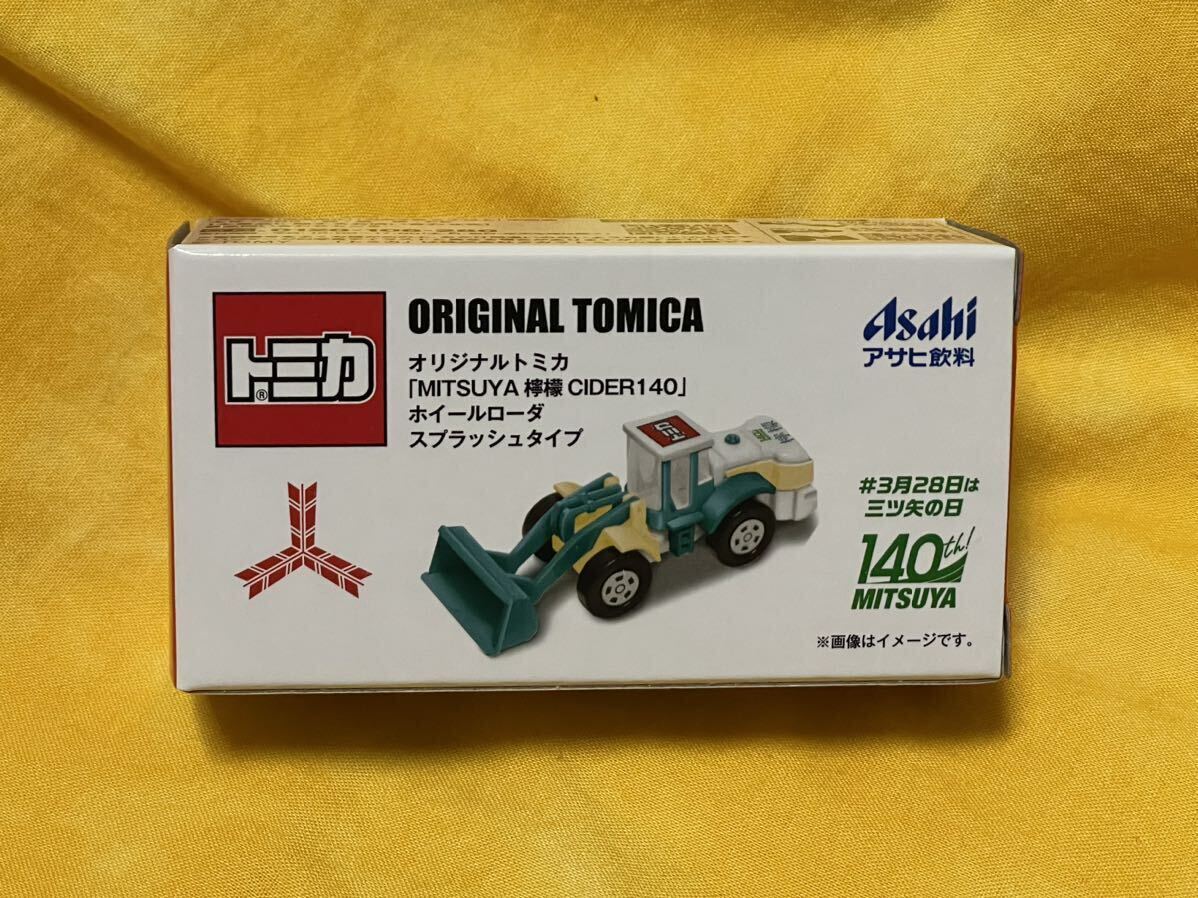 トミカ®
ORIGINAL TOMICA
オリジナルトミカ
「MITSUYA 檸檬 CIDER140」
ホイールローダ
スプラッシュタイプ
Asahi
アサヒ飲料
トミカ
#3月28日は
三ツ矢の日
140th!
MITSUYA
※画像はイメージです。